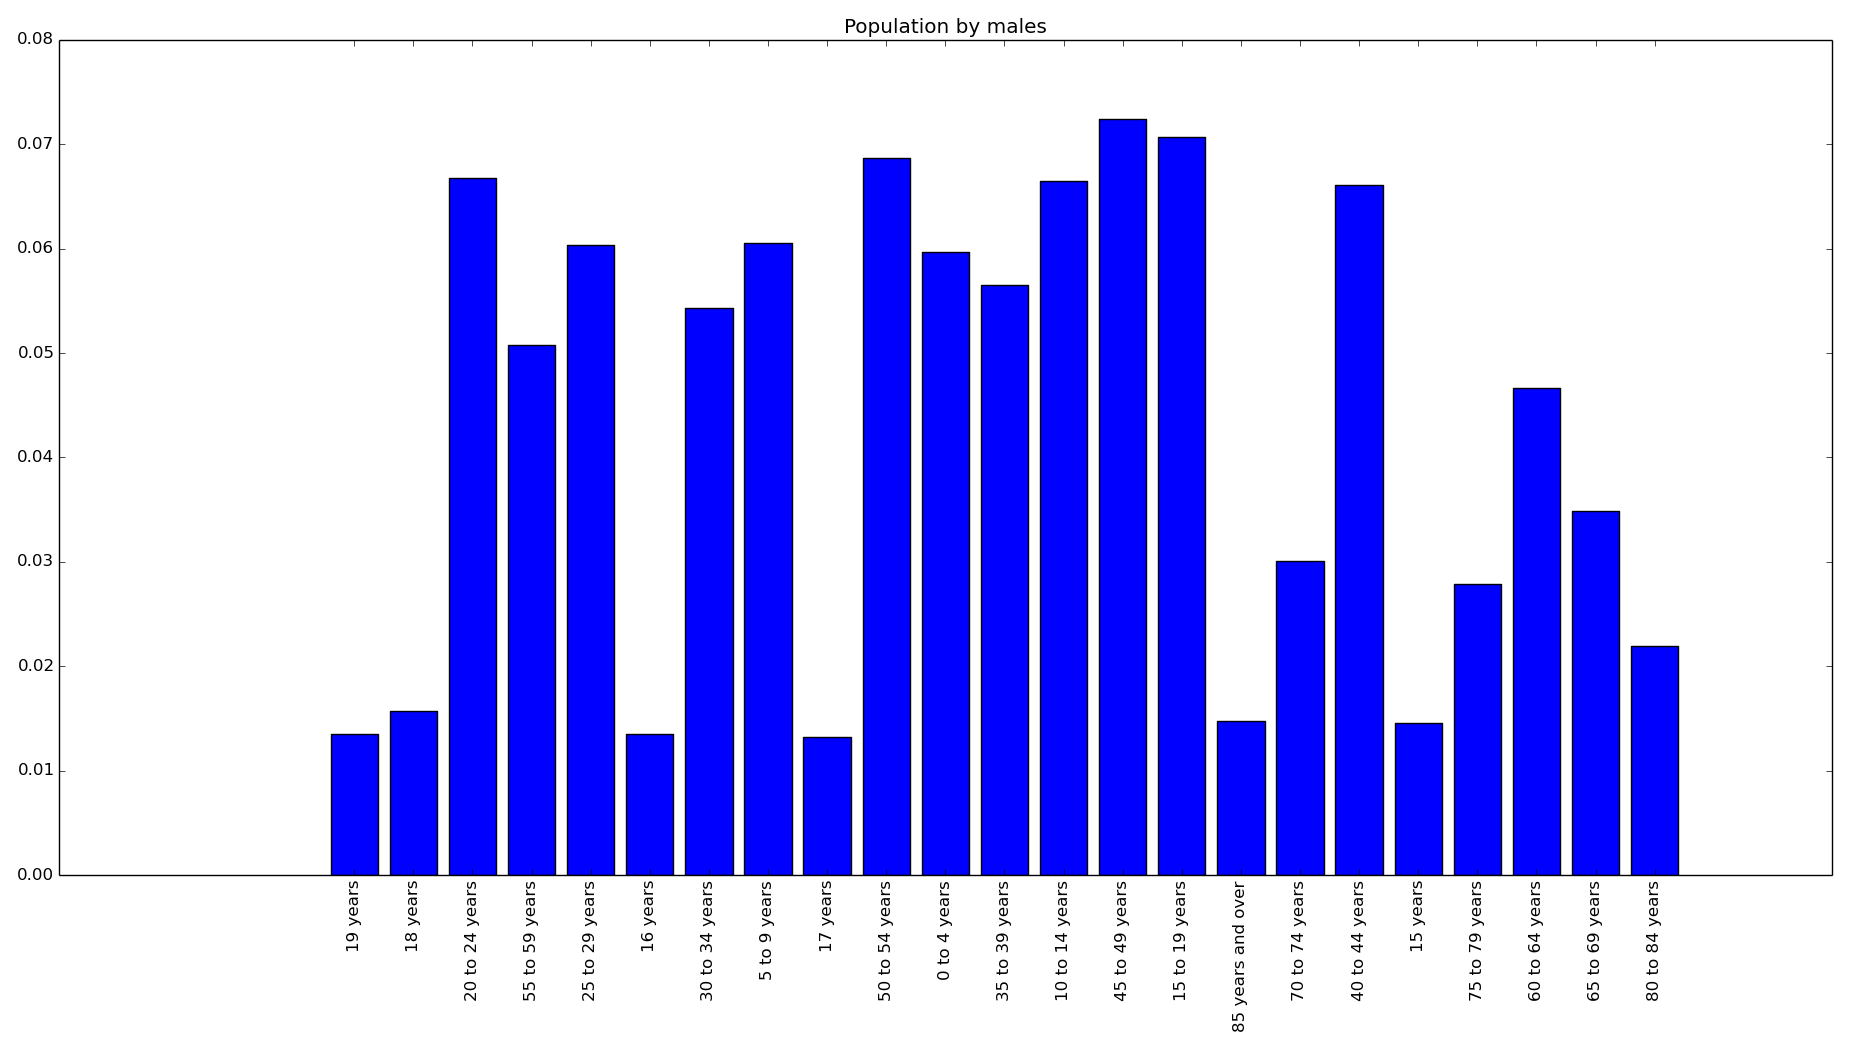 Population by males
0.08
0.07
0.06
0.05
0.04
0.03
0.02
0.01
0.00
19 years
18 years
20 to 24 years
55 to 59 years
25 to 29 years
16 years
30 to 34 years
5 to 9 years
17 years
50 to 54 years
0 to 4 years
35 to 39 years
10 to 14 years
45 to 49 years
15 to 19 years
85 years and over
70 to 74 years
40 to 44 years
15 years
75 to 79 years
60 to 64 years
65 to 69 years
80 to 84 years